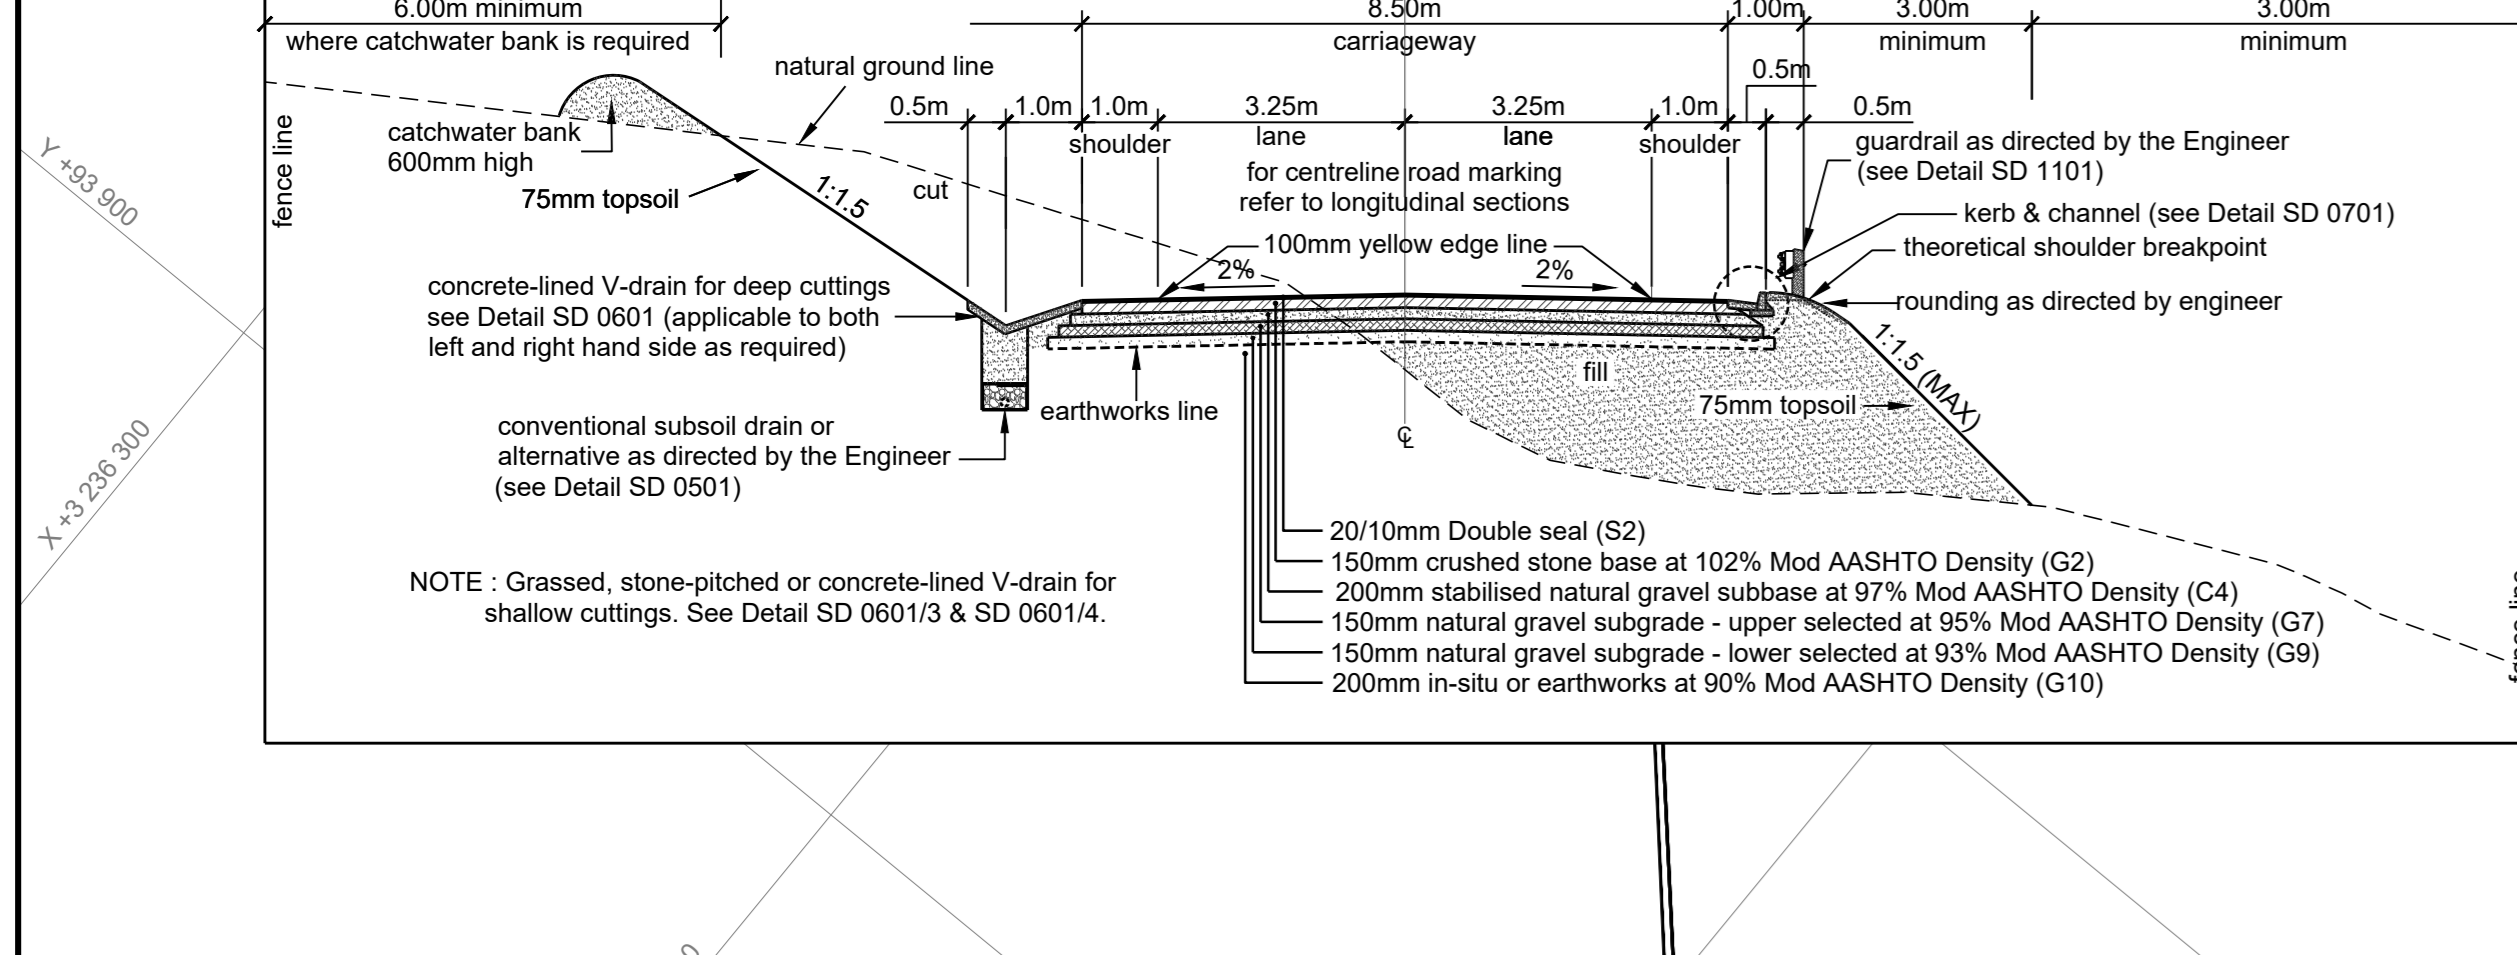 6.00m minimum
where catchwater bank is required
8.50m
carriageway
1.00m
3.00m
minimum
3.00m
minimum
natural ground line
0.5m
0.5m
1.0m
1.0m
shoulder
3.25m
lane
3.25m
lane
1.0m
shoulder
0.5m
fence line
catchwater bank
600mm high
75mm topsoil
1:1.5
cut
for centreline road marking
refer to longitudinal sections
100mm yellow edge line
2%
2%
guardrail as directed by the Engineer
(see Detail SD 1101)
kerb & channel (see Detail SD 0701)
theoretical shoulder breakpoint
rounding as directed by engineer
concrete-lined V-drain for deep cuttings
see Detail SD 0601 (applicable to both
left and right hand side as required)
earthworks line
fill
75mm topsoil
1:1.5 (MAX)
℄
conventional subsoil drain or
alternative as directed by the Engineer
(see Detail SD 0501)
20/10mm Double seal (S2)
150mm crushed stone base at 102% Mod AASHTO Density (G2)
200mm stabilised natural gravel subbase at 97% Mod AASHTO Density (C4)
150mm natural gravel subgrade - upper selected at 95% Mod AASHTO Density (G7)
150mm natural gravel subgrade - lower selected at 93% Mod AASHTO Density (G9)
200mm in-situ or earthworks at 90% Mod AASHTO Density (G10)
NOTE : Grassed, stone-pitched or concrete-lined V-drain for
shallow cuttings. See Detail SD 0601/3 & SD 0601/4.
Y +93 900
X +3 236 300
0